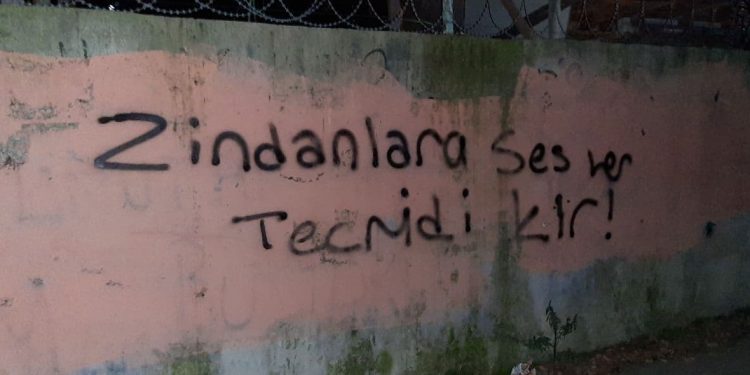 Zindanlara ses ver
Tecridi kır!